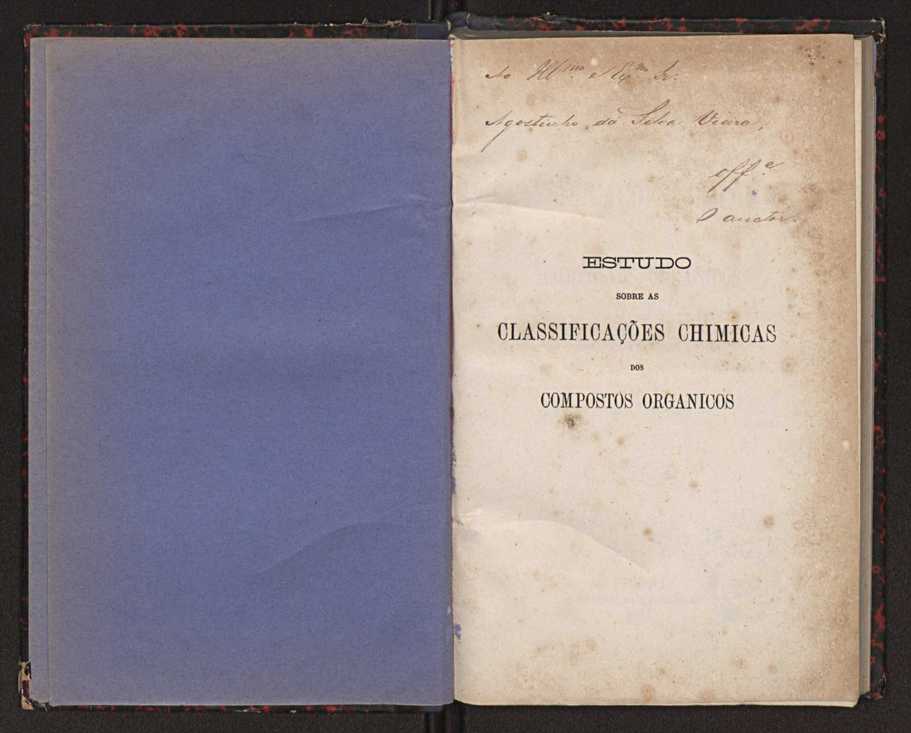 Ao Ill.mo e Ex.mo Sr.
Agostinho da Silva Vieira,
off.e
O auctor.
ESTUDO
SOBRE AS
CLASSIFICAÇÕES CHIMICAS
DOS
COMPOSTOS ORGANICOS